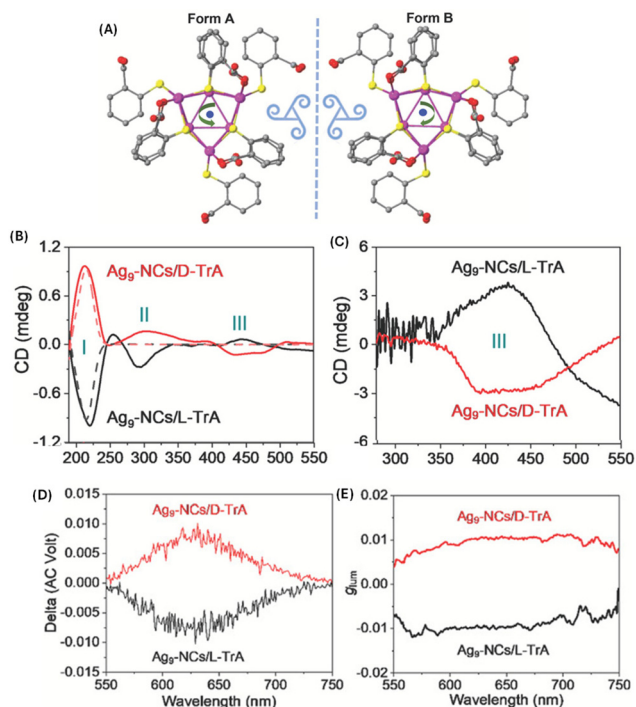 (A)
Form A
Form B
(B)
1.2
0.6
0.0
-0.6
-1.2
CD (mdeg)
Ag₉-NCs/D-TrA
I
II
III
Ag₉-NCs/L-TrA
200 250 300 350 400 450 500 550
(C)
6
3
0
-3
-6
CD (mdeg)
Ag₉-NCs/L-TrA
III
Ag₉-NCs/D-TrA
300 350 400 450 500 550
(D)
0.015
0.010
0.005
0.000
-0.005
-0.010
-0.015
Delta (AC Volt)
Ag₉-NCs/D-TrA
Ag₉-NCs/L-TrA
550 600 650 700 750
Wavelength (nm)
(E)
0.02
0.01
0.00
-0.01
-0.02
gₗᵤₘ
Ag₉-NCs/D-TrA
Ag₉-NCs/L-TrA
550 600 650 700 750
Wavelength (nm)